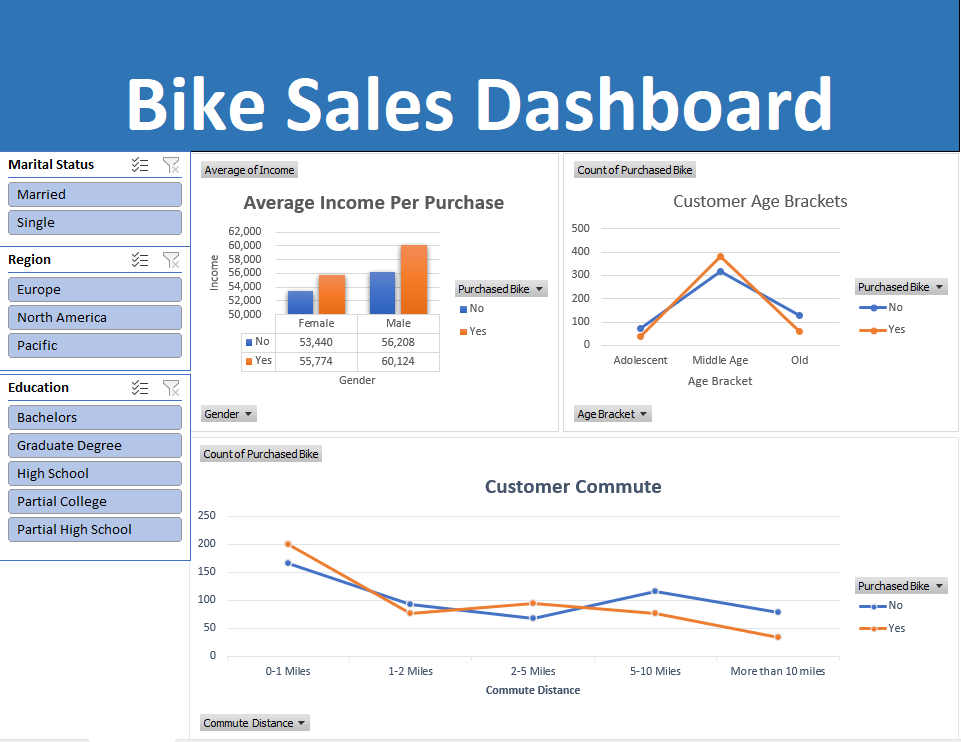 Bike Sales Dashboard
Marital Status
Married
Single
Region
Europe
North America
Pacific
Education
Bachelors
Graduate Degree
High School
Partial College
Partial High School
Average of Income
Average Income Per Purchase
62,000
60,000
58,000
56,000
54,000
52,000
50,000
Income
Female Male
No 53,440 56,208
Yes 55,774 60,124
Gender
Purchased Bike
No
Yes
Gender
Count of Purchased Bike
Customer Age Brackets
500
400
300
200
100
0
Adolescent Middle Age Old
Age Bracket
Purchased Bike
No
Yes
Age Bracket
Count of Purchased Bike
Customer Commute
250
200
150
100
50
0
0-1 Miles 1-2 Miles 2-5 Miles 5-10 Miles More than 10 miles
Commute Distance
Purchased Bike
No
Yes
Commute Distance